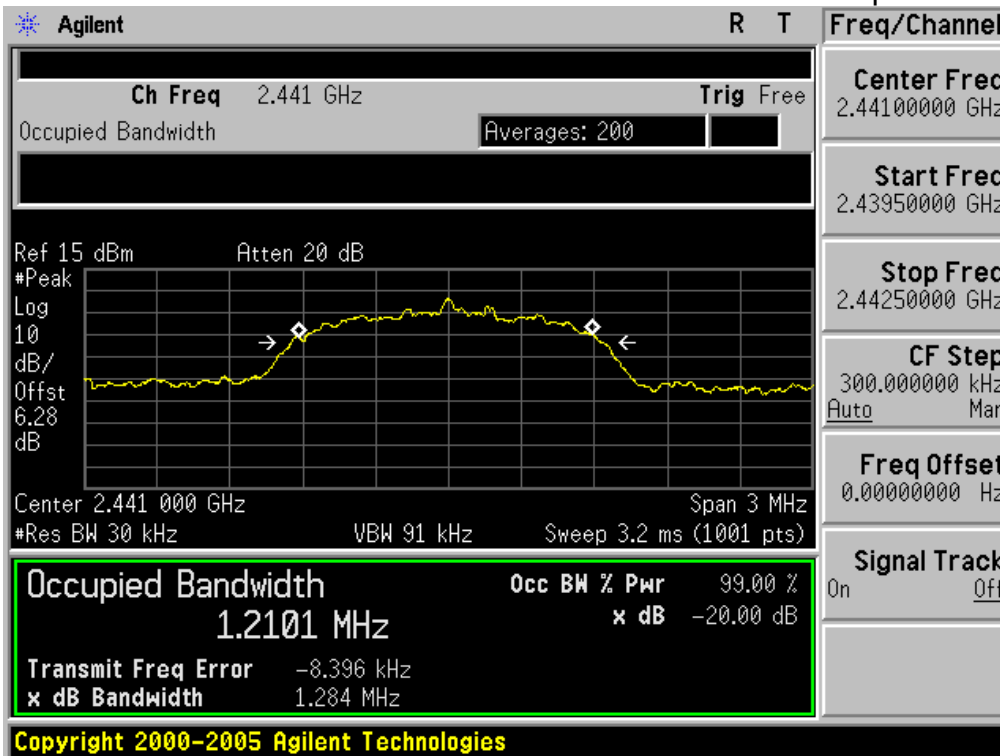 Agilent
R T
Ch Freq 2.441 GHz
Trig Free
Occupied Bandwidth
Averages: 200
Ref 15 dBm
Atten 20 dB
#Peak
Log
10
dB/
Offst
6.28
dB
Center 2.441 000 GHz
Span 3 MHz
#Res BW 30 kHz
VBW 91 kHz
Sweep 3.2 ms (1001 pts)
Occupied Bandwidth
1.2101 MHz
Occ BW % Pwr 99.00 %
x dB -20.00 dB
Transmit Freq Error -8.396 kHz
x dB Bandwidth 1.284 MHz
Copyright 2000-2005 Agilent Technologies
Freq/Channel
Center Freq
2.44100000 GHz
Start Freq
2.43950000 GHz
Stop Freq
2.44250000 GHz
CF Step
300.000000 kHz
Auto Man
Freq Offset
0.00000000 Hz
Signal Track
On Off